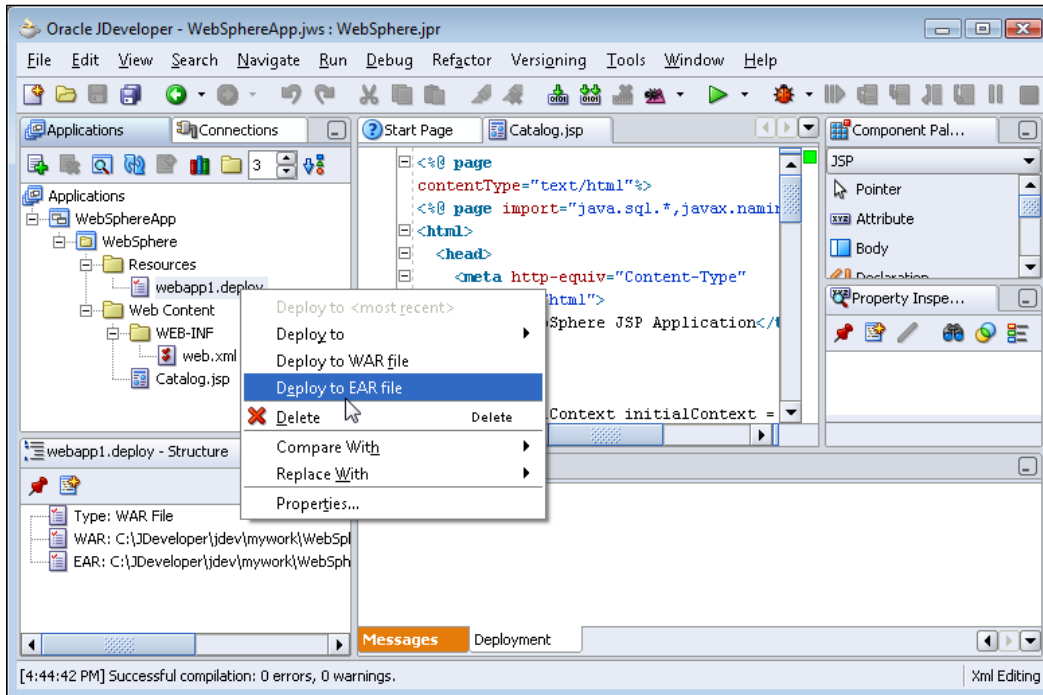 Oracle JDeveloper - WebSphereApp.jws : WebSphere.jpr
File Edit View Search Navigate Run Debug Refactor Versioning Tools Window Help
Applications
Connections
3
Applications
WebSphereApp
WebSphere
Resources
webapp1.deploy
Web Content
WEB-INF
web.xml
Catalog.jsp
Start Page
Catalog.jsp
<%@ page
contentType="text/html"%>
<%@ page import="java.sql.*,javax.namin
<html>
<head>
<meta http-equiv="Content-Type"
html">
Sphere JSP Application</t
Context initialContext =
Component Pal...
JSP
Pointer
Attribute
Body
Declaration
Property Inspe...
Deploy to <most recent>
Deploy to
Deploy to WAR file
Deploy to EAR file
Delete Delete
Compare With
Replace With
Properties...
webapp1.deploy - Structure
Type: WAR File
WAR: C:\JDeveloper\jdev\mywork\WebSpl
EAR: C:\JDeveloper\jdev\mywork\WebSph
Messages Deployment
[4:44:42 PM] Successful compilation: 0 errors, 0 warnings.
Xml Editing